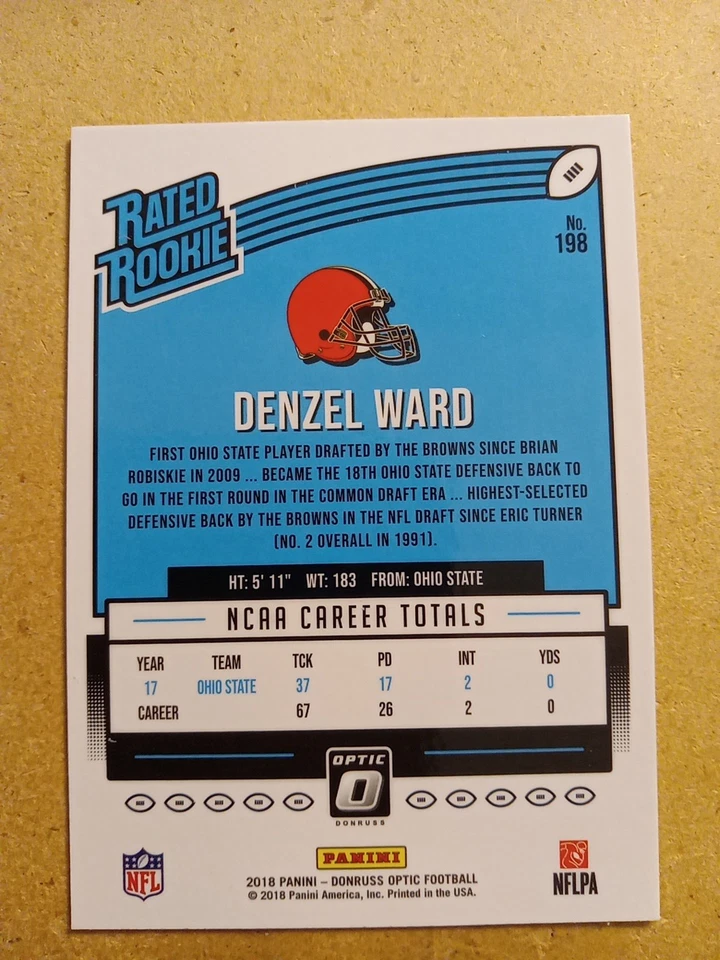 RATED
ROOKIE
No.
198
DENZEL WARD
FIRST OHIO STATE PLAYER DRAFTED BY THE BROWNS SINCE BRIAN
ROBISKIE IN 2009 ... BECAME THE 18TH OHIO STATE DEFENSIVE BACK TO
GO IN THE FIRST ROUND IN THE COMMON DRAFT ERA ... HIGHEST-SELECTED
DEFENSIVE BACK BY THE BROWNS IN THE NFL DRAFT SINCE ERIC TURNER
(NO. 2 OVERALL IN 1991).
HT: 5' 11" WT: 183 FROM: OHIO STATE
NCAA CAREER TOTALS
YEAR TEAM TCK PD INT YDS
17 OHIO STATE 37 17 2 0
CAREER 67 26 2 0
OPTIC
O
DONRUSS
PANINI
NFL
2018 PANINI – DONRUSS OPTIC FOOTBALL
© 2018 Panini America, Inc. Printed in the USA.
NFLPA